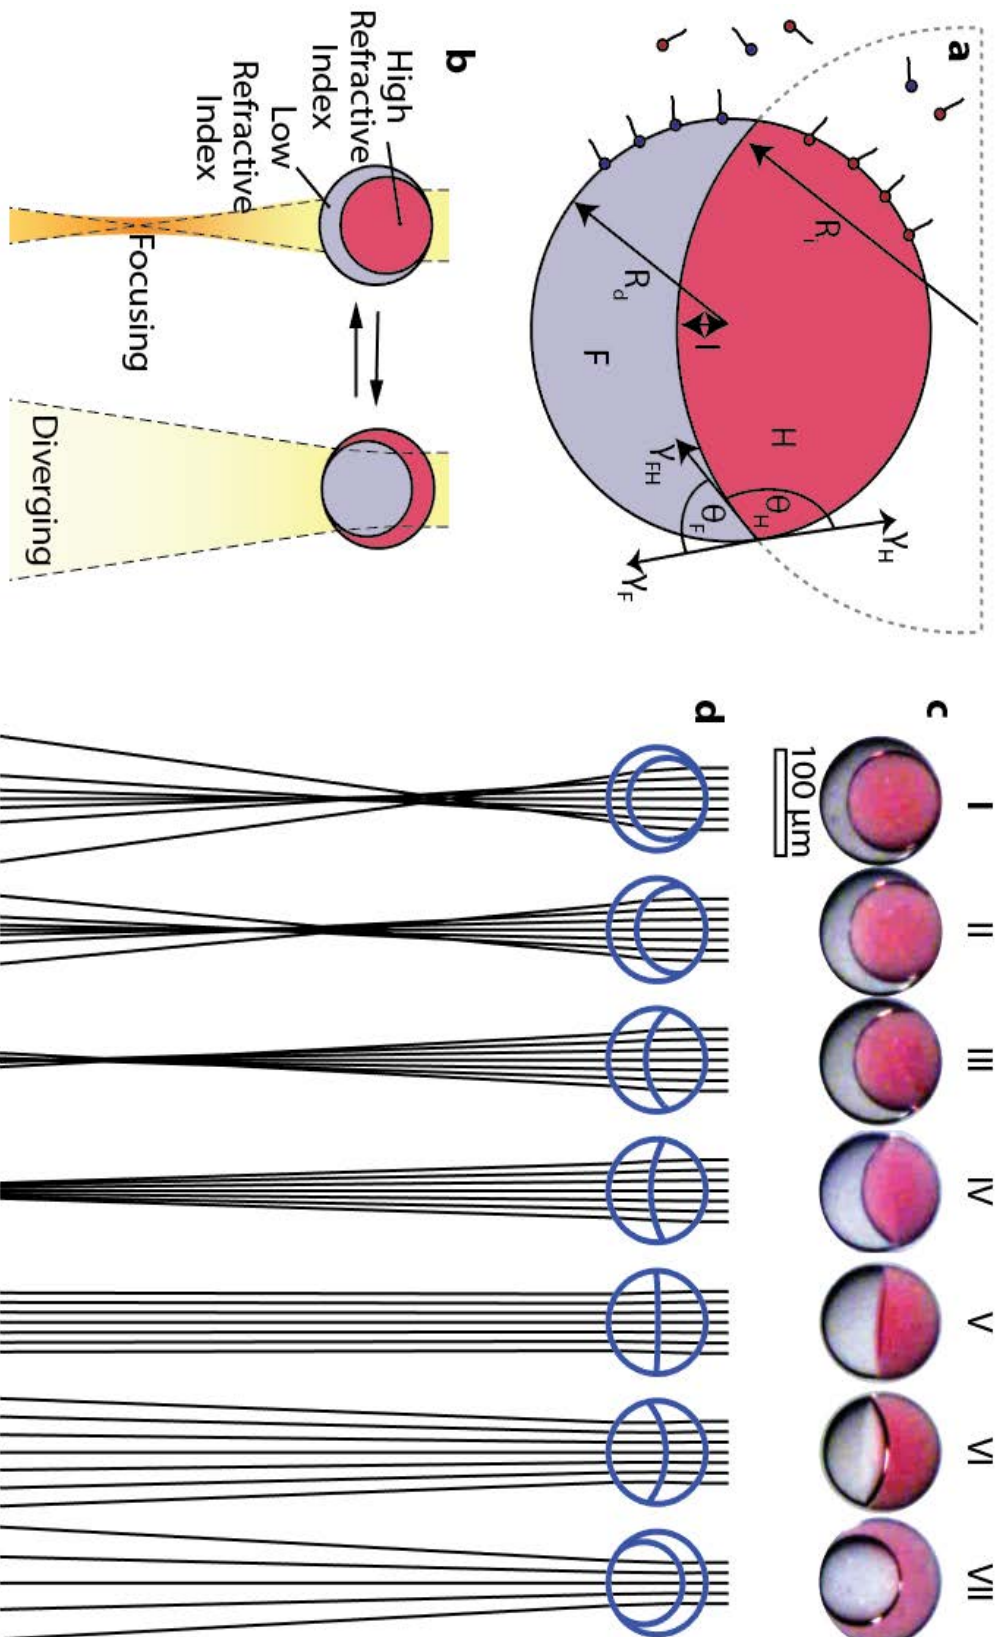 a
R_i
R_d
l
F
H
γ_FH
θ_H
θ_F
γ_H
γ_F
b
High
Refractive
Index
Low
Refractive
Index
Focusing
Diverging
c
I
II
III
IV
V
VI
VII
100 μm
d